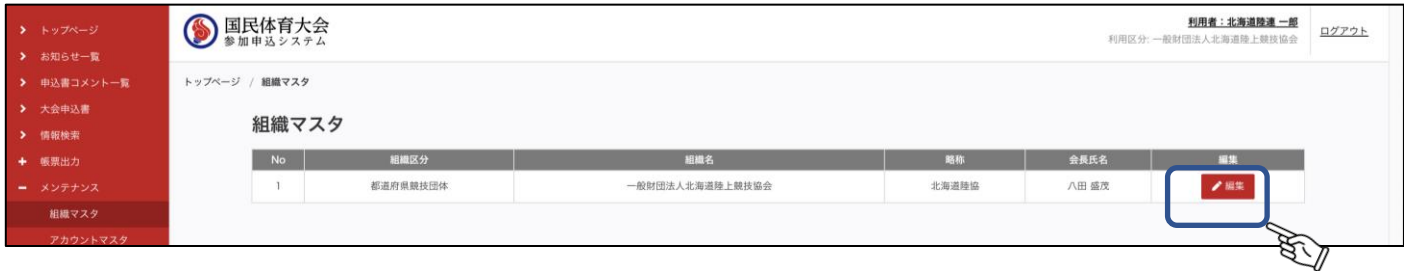 トップページ
お知らせ一覧
申込書コメント一覧
大会申込書
情報検索
帳票出力
メンテナンス
組織マスタ
アカウントマスタ
国民体育大会
参加申込システム
利用者：北海道陸連 一郎
利用区分: 一般財団法人北海道陸上競技協会
ログアウト
トップページ / 組織マスタ
組織マスタ
No 組織区分 組織名 略称 会長氏名 編集
1 都道府県競技団体 一般財団法人北海道陸上競技協会 北海道陸協 八田 盛茂 編集